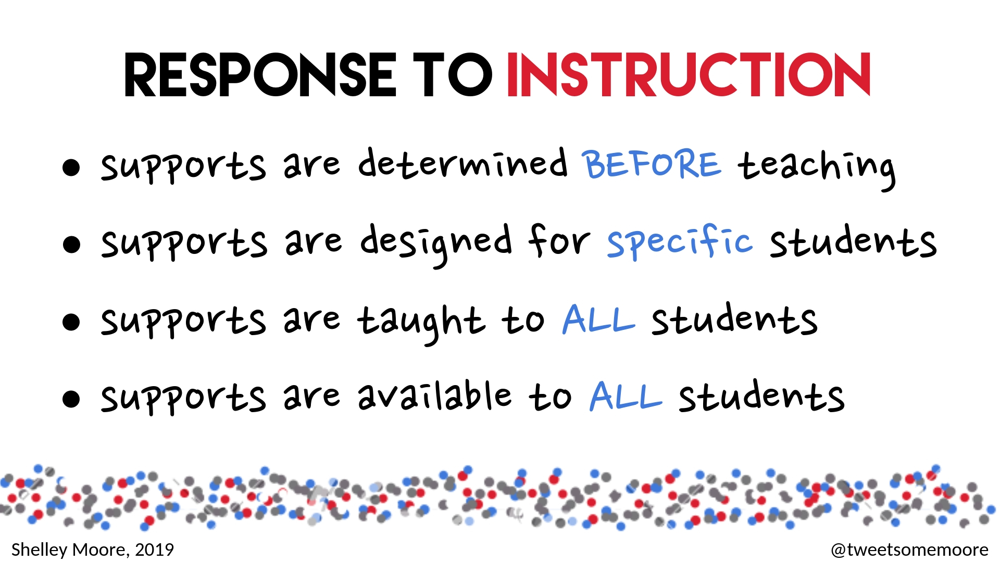 RESPONSE TO INSTRUCTION
● supports are determined BEFORE teaching
● supports are designed for specific students
● supports are taught to ALL students
● supports are available to ALL students
Shelley Moore, 2019
@tweetsomemoore